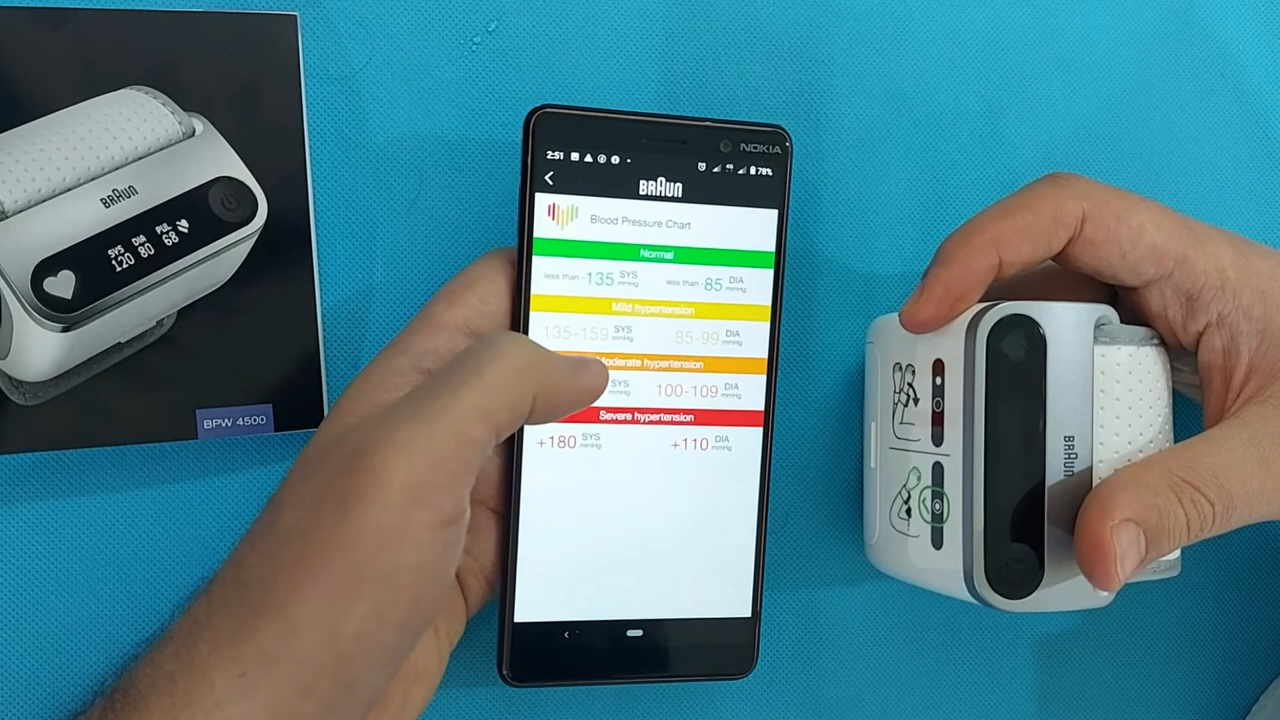 BRAUN
SYS DIA PUL
120 80 68
BPW 4500
NOKIA
2:51 4G 78%
BRAUN
Blood Pressure Chart
Normal
less than -135 SYS mmHg less than -85 DIA mmHg
Mild hypertension
135-159 SYS mmHg 85-99 DIA mmHg
Moderate hypertension
SYS mmHg 100-109 DIA mmHg
Severe hypertension
+180 SYS mmHg +110 DIA mmHg
BRAUN